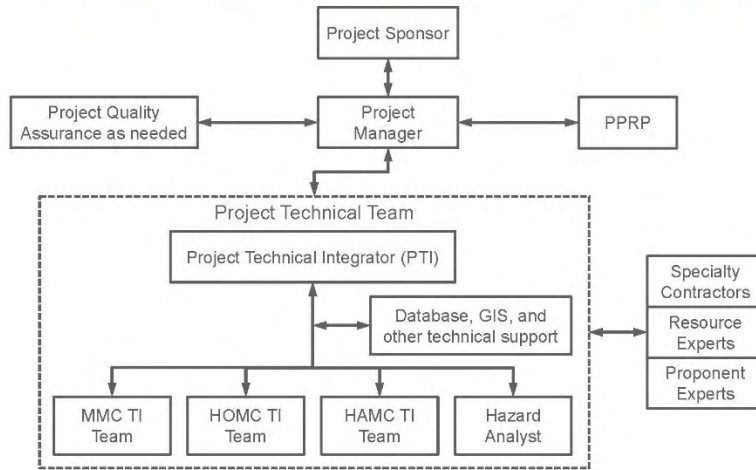 Project Sponsor
Project Quality
Assurance as needed
Project
Manager
PPRP
Project Technical Team
Project Technical Integrator (PTI)
Database, GIS, and
other technical support
Specialty
Contractors
Resource
Experts
Proponent
Experts
MMC TI
Team
HOMC TI
Team
HAMC TI
Team
Hazard
Analyst